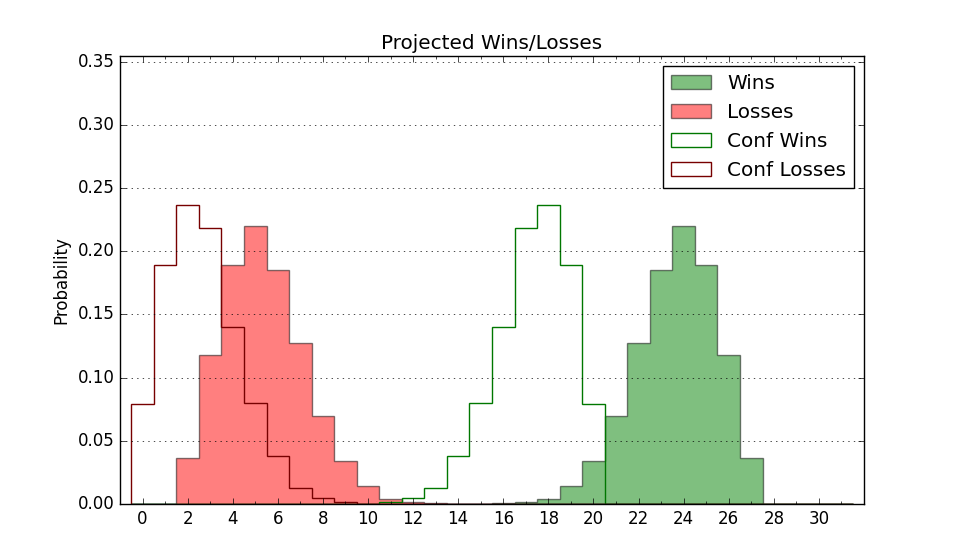 Projected Wins/Losses
0.35
0.30
0.25
0.20
0.15
0.10
0.05
0.00
Probability
Wins
Losses
Conf Wins
Conf Losses
0 2 4 6 8 10 12 14 16 18 20 22 24 26 28 30